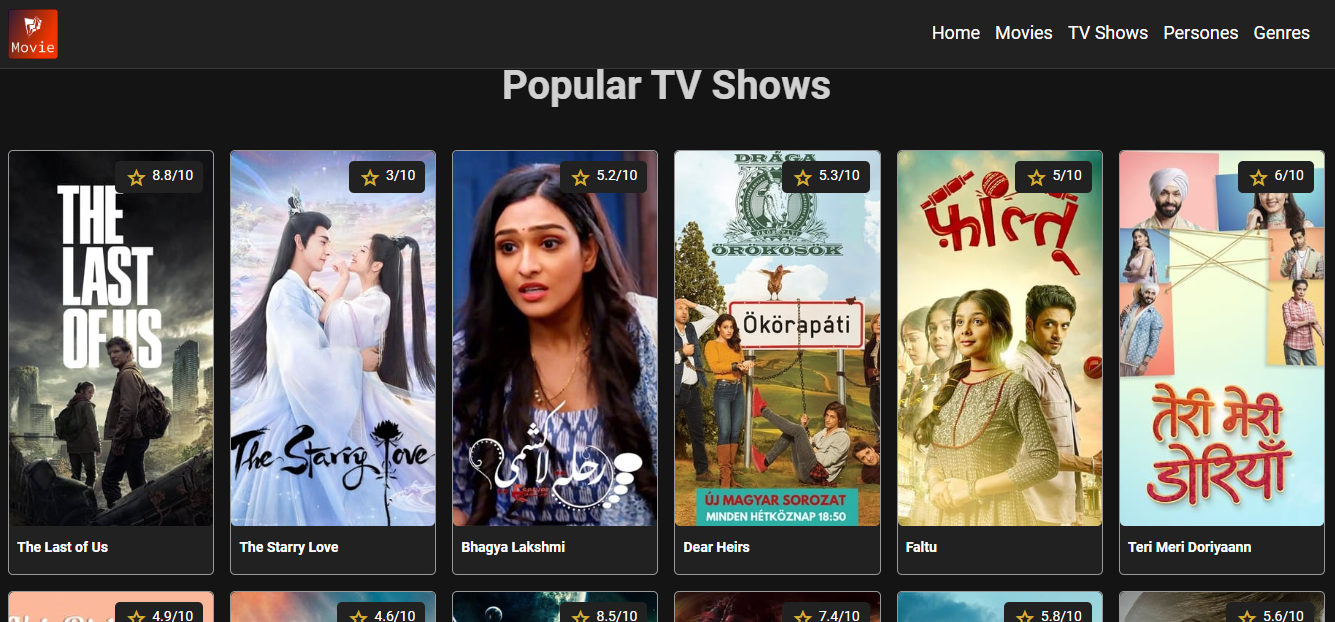 Movie
Home Movies TV Shows Persones Genres
Popular TV Shows
8.8/10
THE
LAST
OF US
The Last of Us
3/10
The Starry Love
The Starry Love
5.2/10
رحلة لاكشمي
Bhagya Lakshmi
5.3/10
DRÁGA
ÖRÖKÖSÖK
Ökörapáti
ÚJ MAGYAR SOROZAT
MINDEN HÉTKÖZNAP 18:50
Dear Heirs
5/10
फ़ालतू
Faltu
6/10
तेरी मेरी
डोरियाँ
Teri Meri Doriyaann
4.9/10
4.6/10
8.5/10
7.4/10
5.8/10
5.6/10